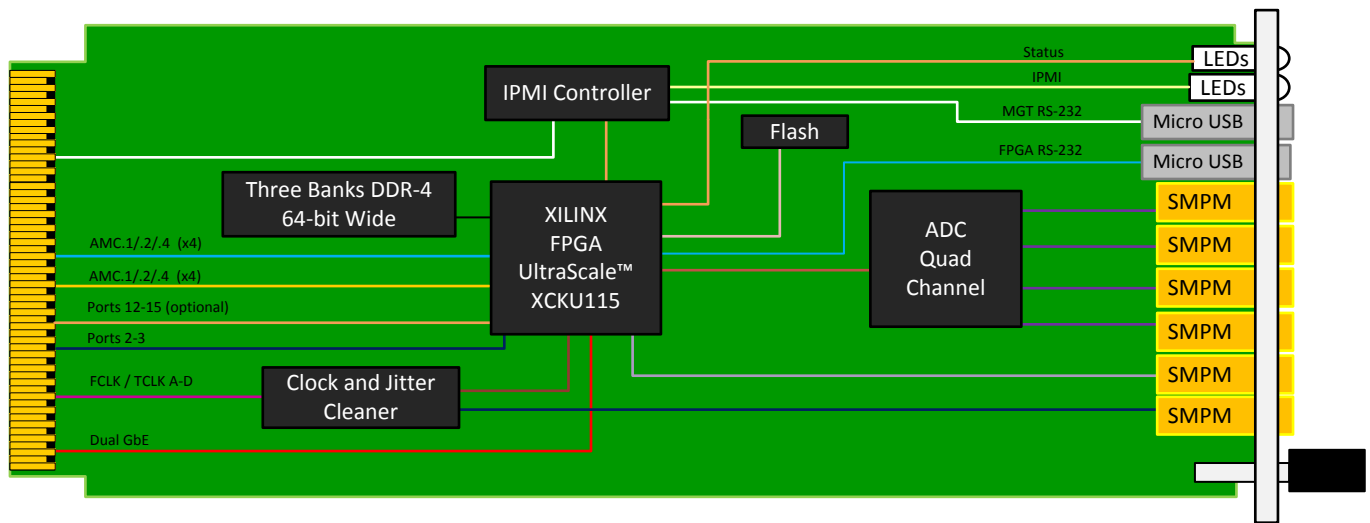 Status
LEDs
IPMI
LEDs
IPMI Controller
MGT RS-232
Micro USB
Flash
FPGA RS-232
Micro USB
Three Banks DDR-4
64-bit Wide
XILINX
FPGA
UltraScale™
XCKU115
ADC
Quad
Channel
SMPM
SMPM
SMPM
SMPM
SMPM
SMPM
AMC.1/.2/.4 (x4)
AMC.1/.2/.4 (x4)
Ports 12-15 (optional)
Ports 2-3
FCLK / TCLK A-D
Clock and Jitter
Cleaner
Dual GbE